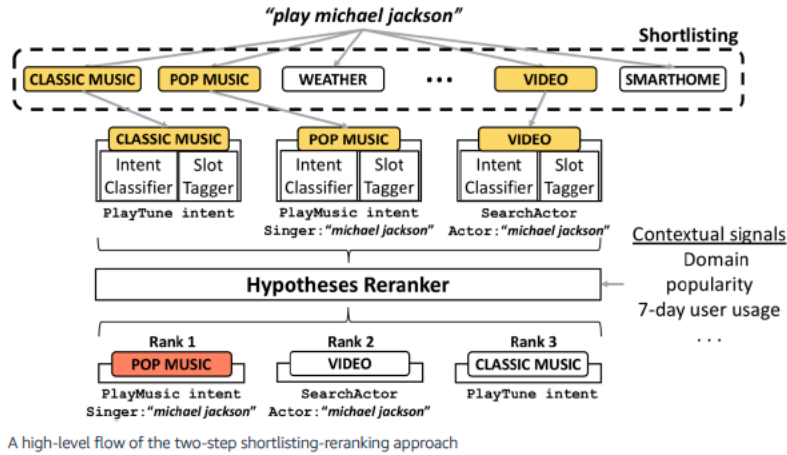 “play michael jackson”
Shortlisting
CLASSIC MUSIC POP MUSIC WEATHER ... VIDEO SMARTHOME
CLASSIC MUSIC
Intent Classifier
Slot Tagger
PlayTune intent
POP MUSIC
Intent Classifier
Slot Tagger
PlayMusic intent
Singer:“michael jackson”
VIDEO
Intent Classifier
Slot Tagger
SearchActor
Actor:“michael jackson”
Contextual signals
Domain
popularity
7-day user usage
...
Hypotheses Reranker
Rank 1
POP MUSIC
PlayMusic intent
Singer:“michael jackson”
Rank 2
VIDEO
SearchActor
Actor:“michael jackson”
Rank 3
CLASSIC MUSIC
PlayTune intent
A high-level flow of the two-step shortlisting-reranking approach